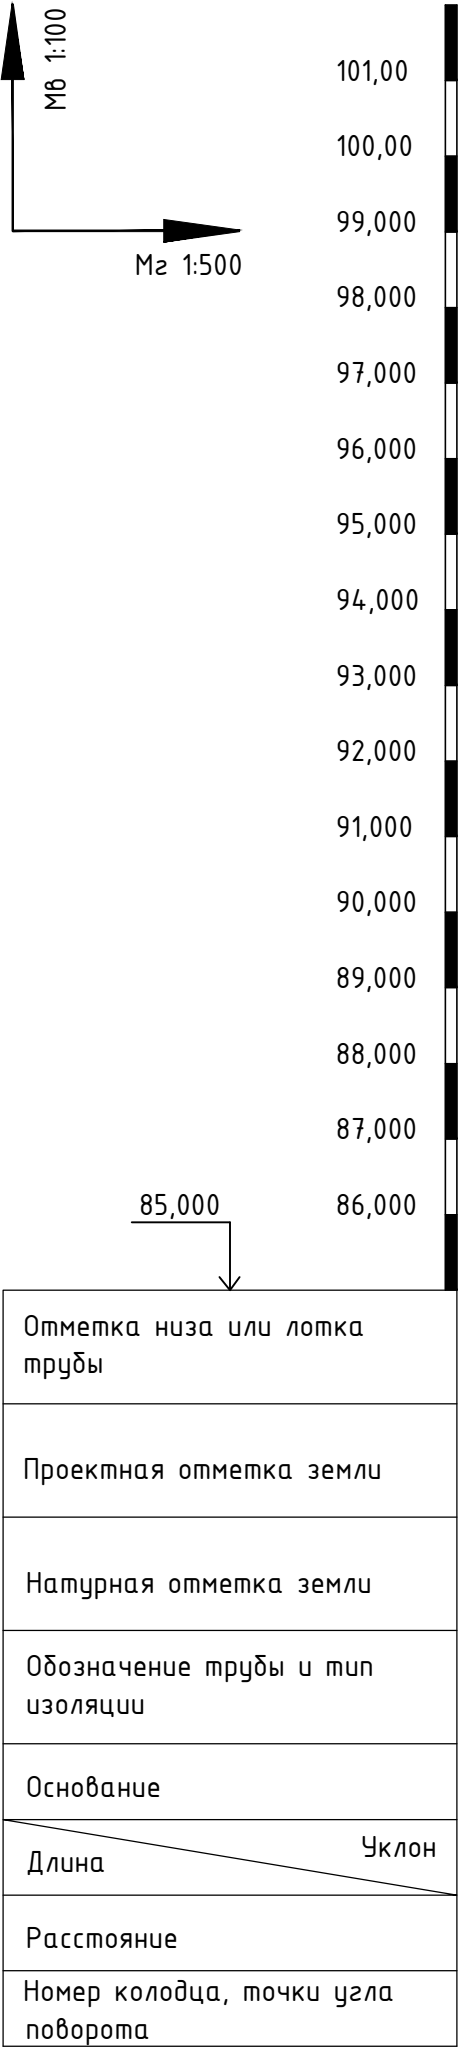 Мв 1:100
Мг 1:500
101,00
100,00
99,000
98,000
97,000
96,000
95,000
94,000
93,000
92,000
91,000
90,000
89,000
88,000
87,000
86,000
85,000
Отметка низа или лотка
трубы
Проектная отметка земли
Натурная отметка земли
Обозначение трубы и тип
изоляции
Основание
Уклон
Длина
Расстояние
Номер колодца, точки угла
поворота